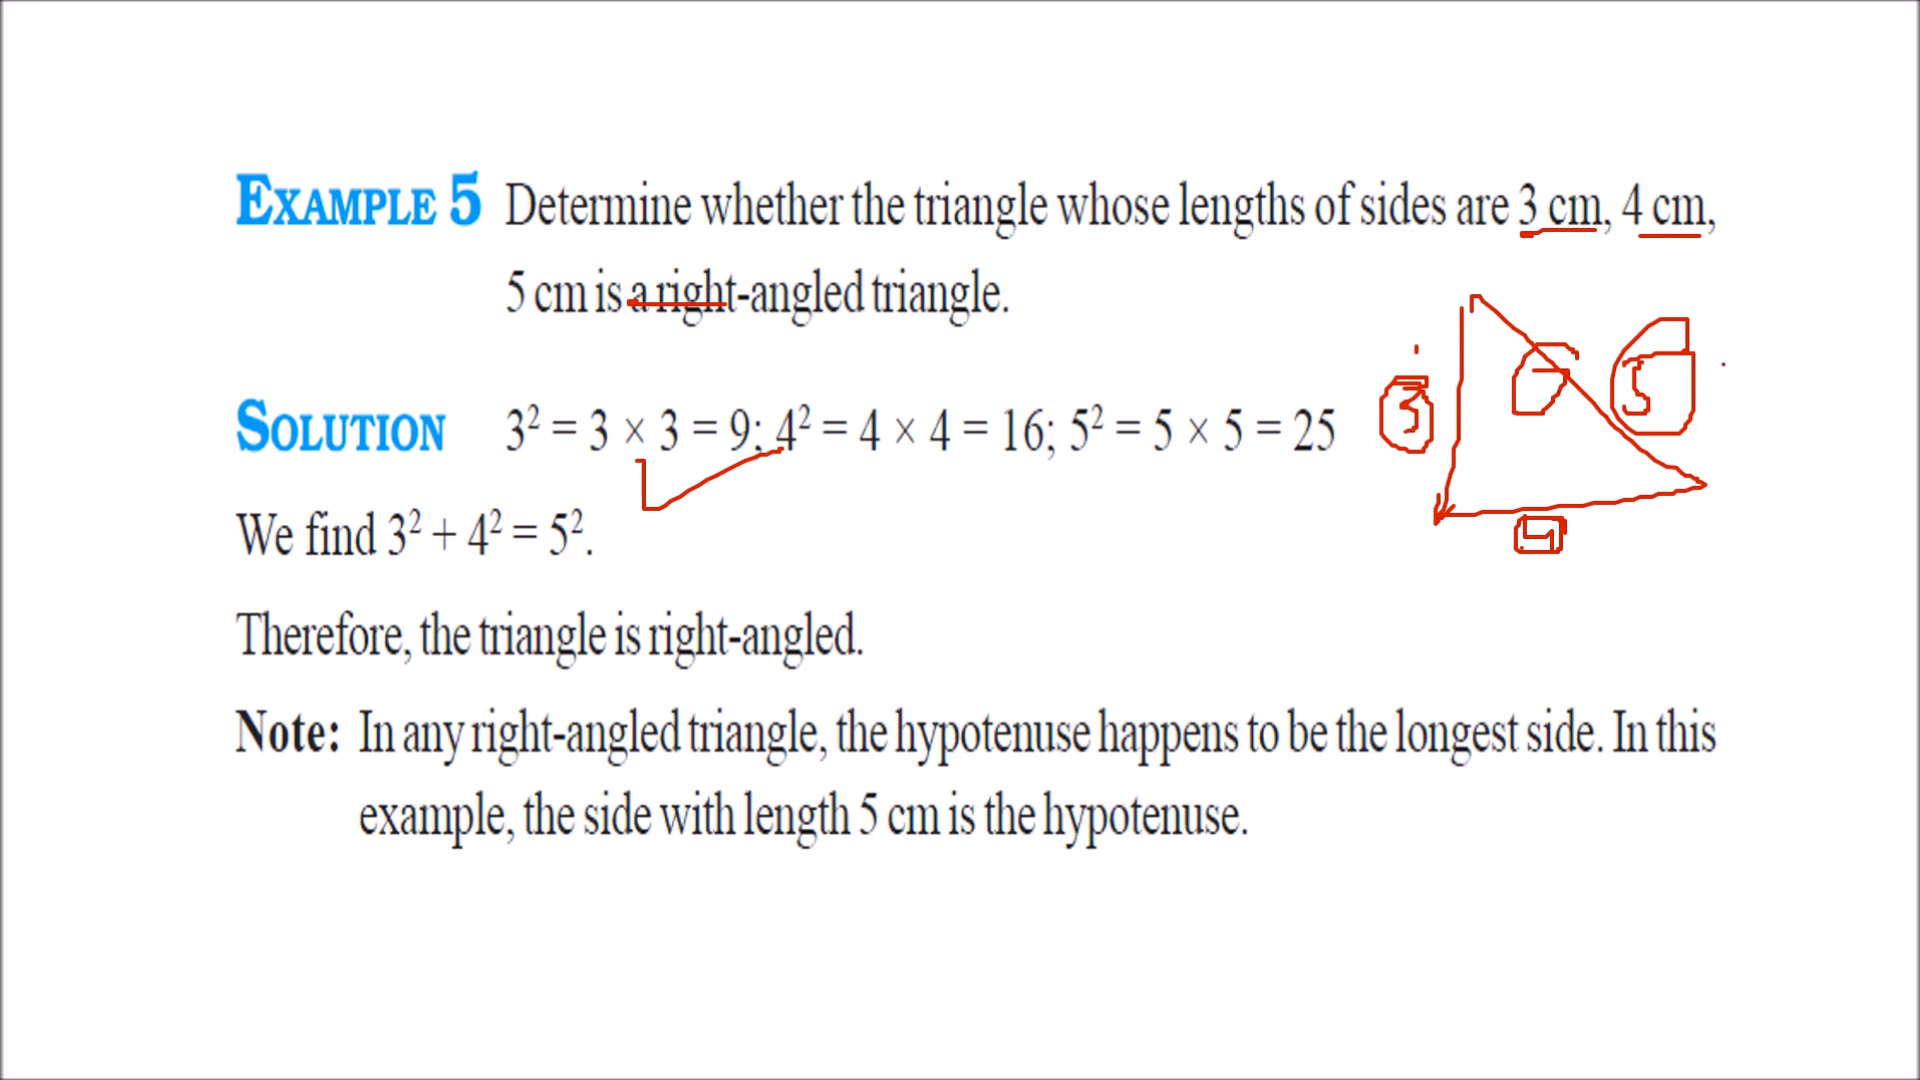 EXAMPLE 5 Determine whether the triangle whose lengths of sides are 3 cm, 4 cm,
5 cm is a right-angled triangle.
SOLUTION 3² = 3 × 3 = 9; 4² = 4 × 4 = 16; 5² = 5 × 5 = 25
3
5
4
We find 3² + 4² = 5².
Therefore, the triangle is right-angled.
Note: In any right-angled triangle, the hypotenuse happens to be the longest side. In this
example, the side with length 5 cm is the hypotenuse.